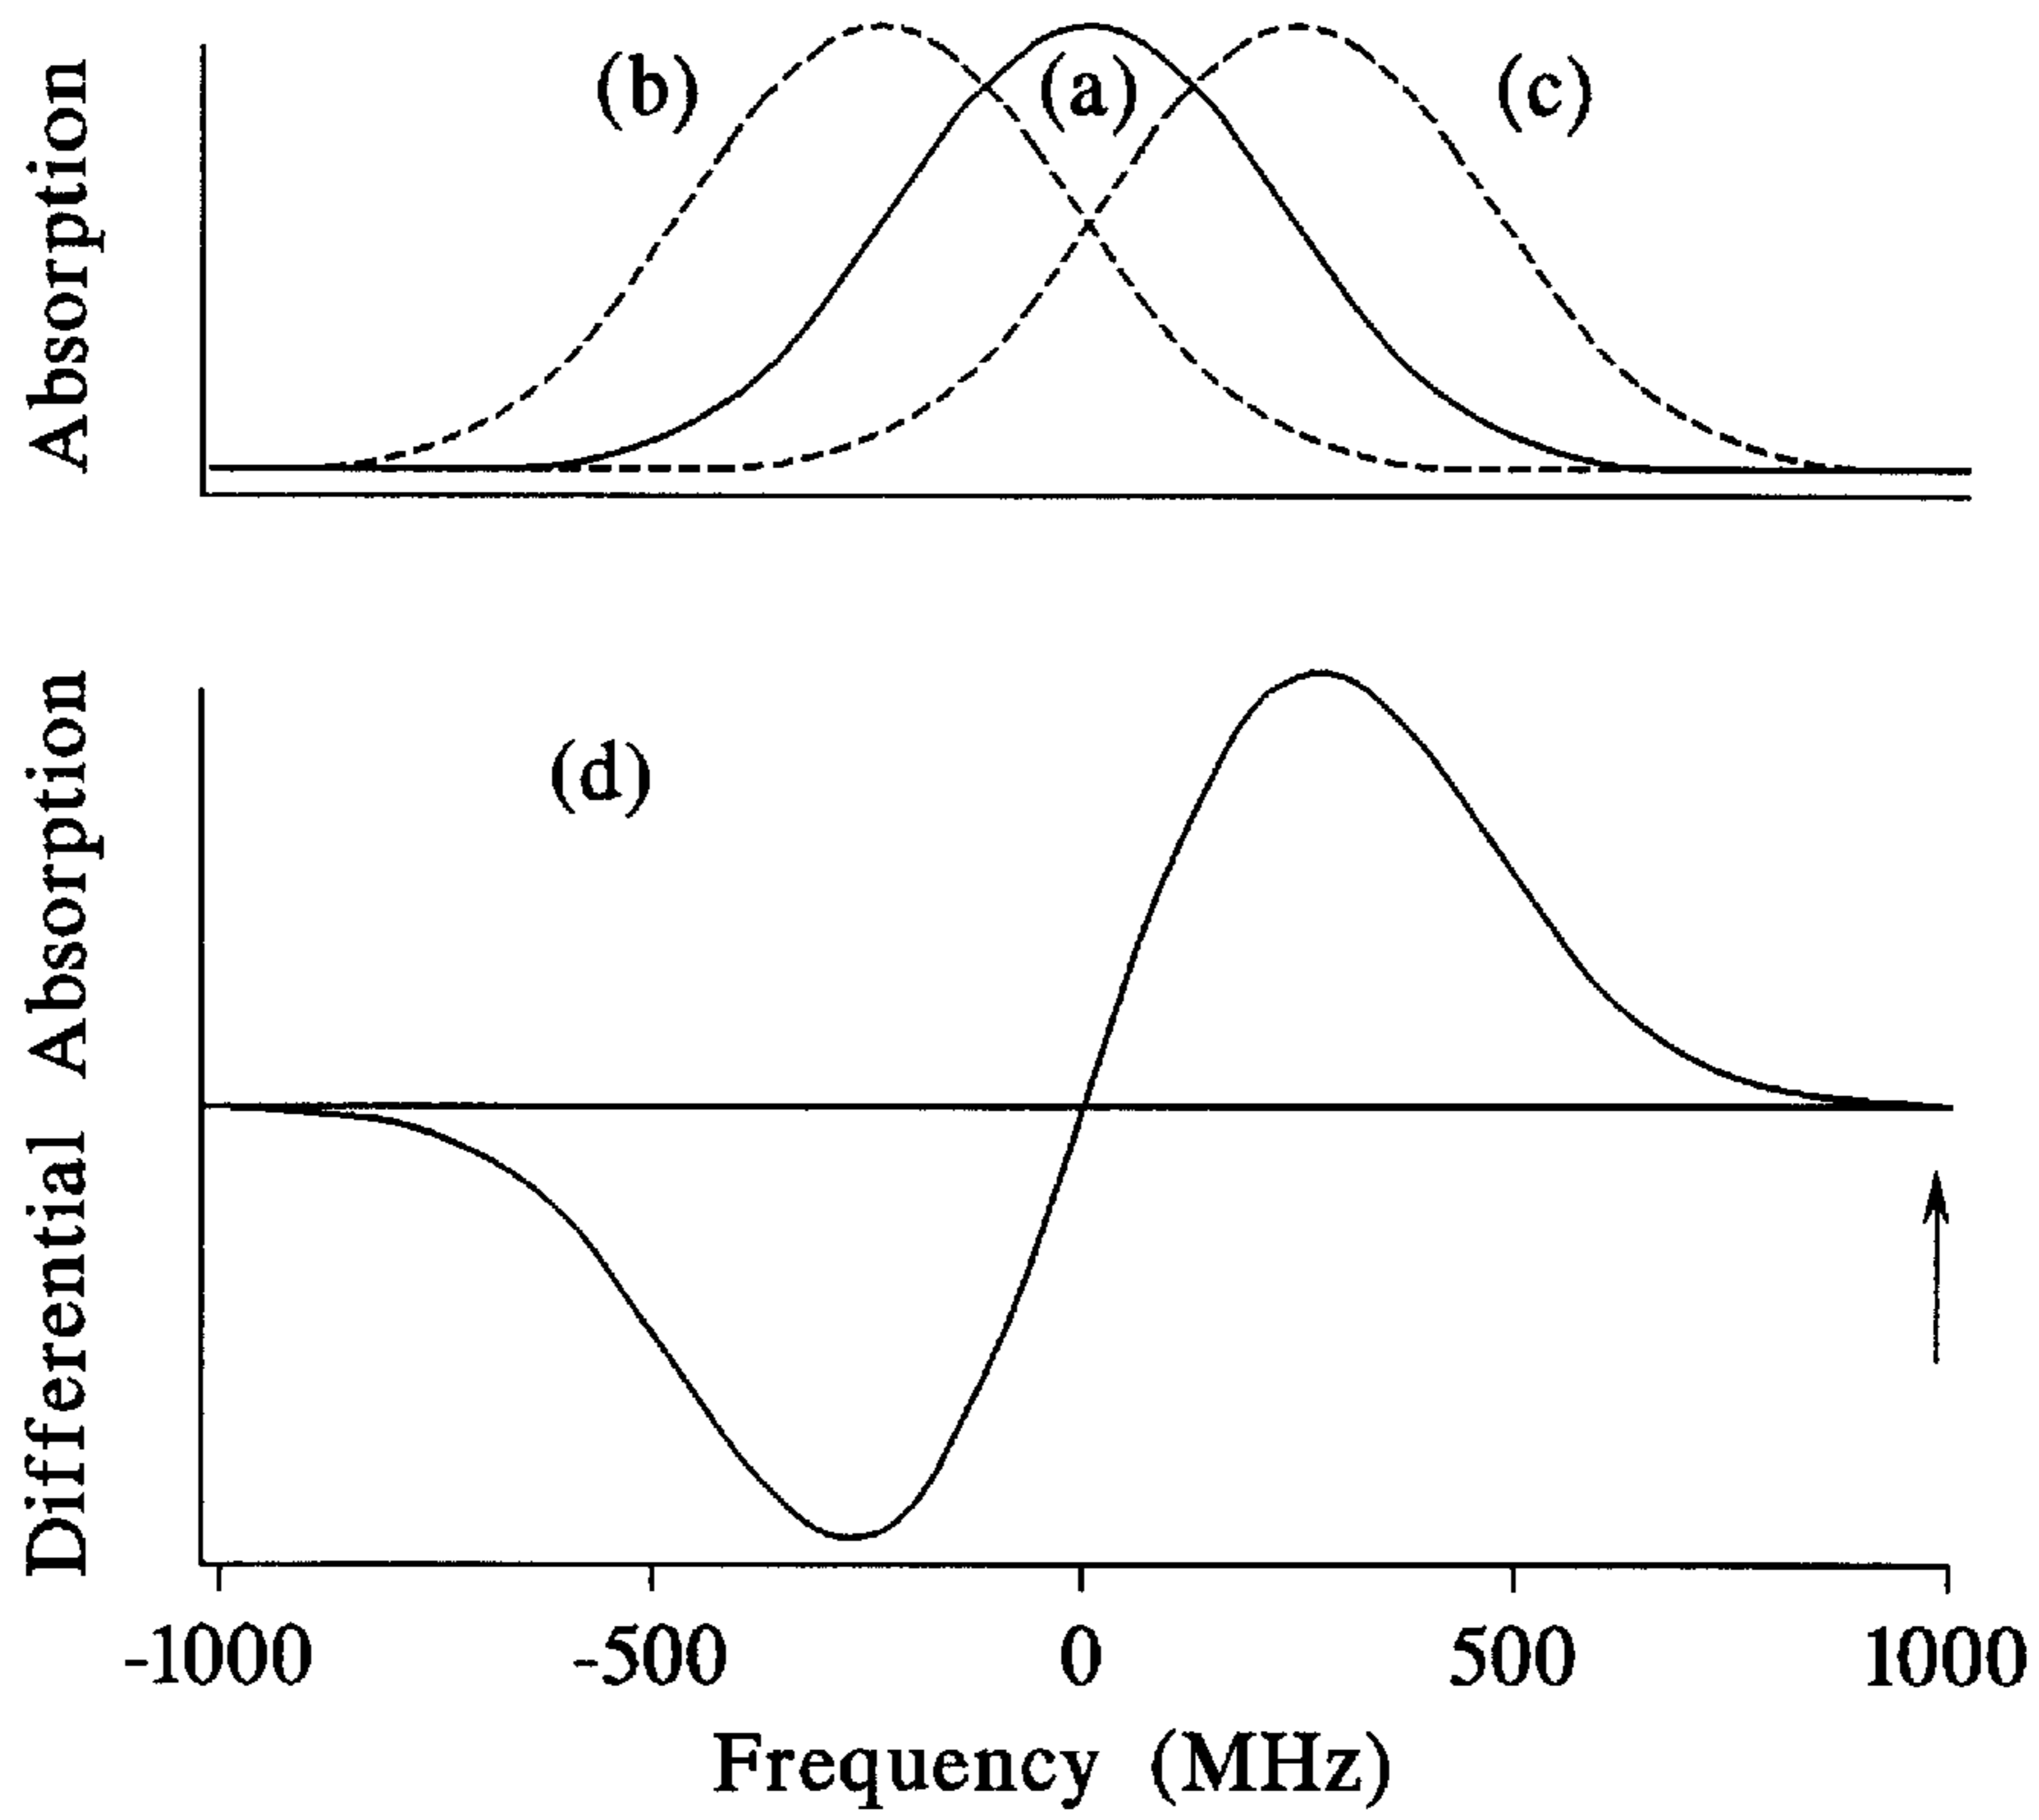 Absorption
(b)
(a)
(c)
Differential Absorption
(d)
-1000
-500
0
500
1000
Frequency (MHz)